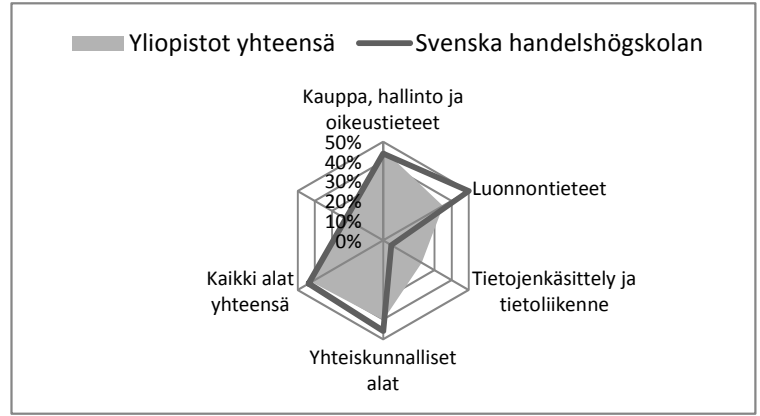 Yliopistot yhteensä Svenska handelshögskolan
Kauppa, hallinto ja
oikeustieteet
50%
40%
30%
20%
10%
0%
Luonnontieteet
Tietojenkäsittely ja
tietoliikenne
Yhteiskunnalliset
alat
Kaikki alat
yhteensä